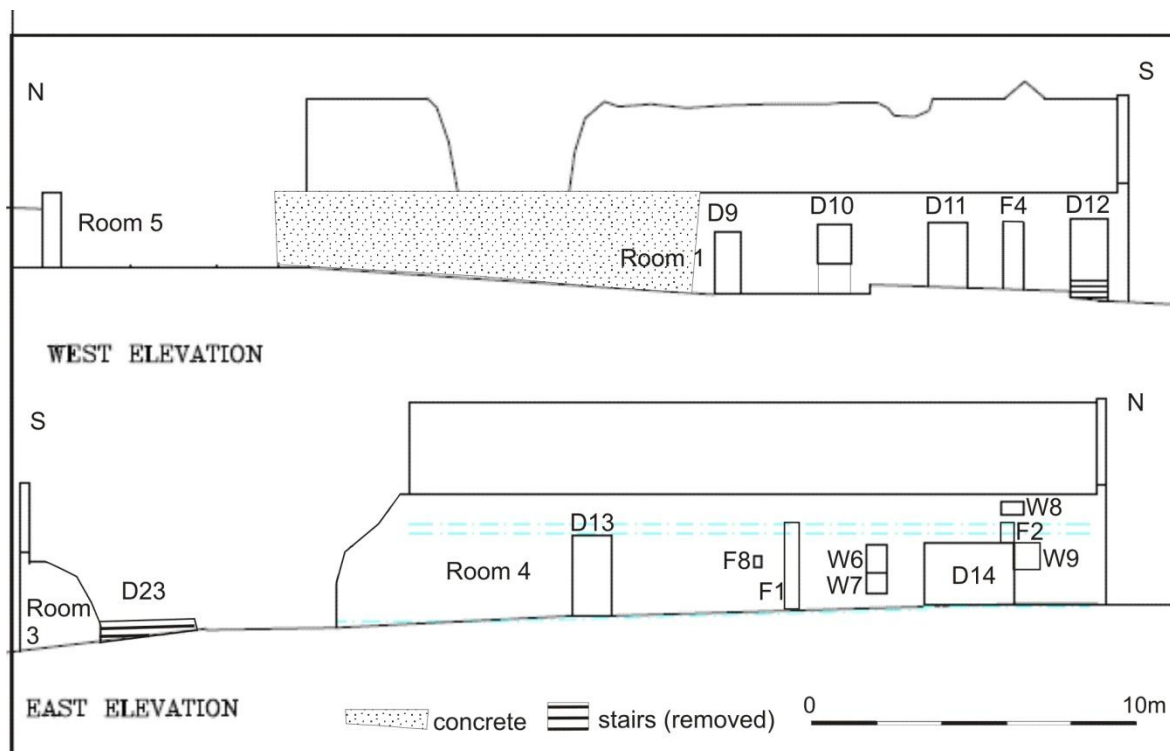 N
S
Room 5
Room 1
D9
D10
D11
F4
D12
WEST ELEVATION
S
N
Room
3
D23
Room 4
D13
F8
F1
W6
W7
D14
W8
F2
W9
EAST ELEVATION
concrete
stairs (removed)
0
10m